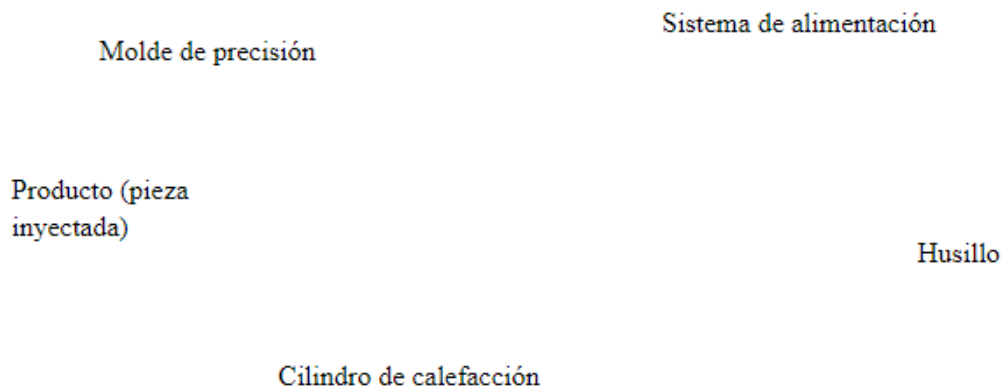 Sistema de alimentación
Molde de precisión
Producto (pieza
inyectada)
Husillo
Cilindro de calefacción